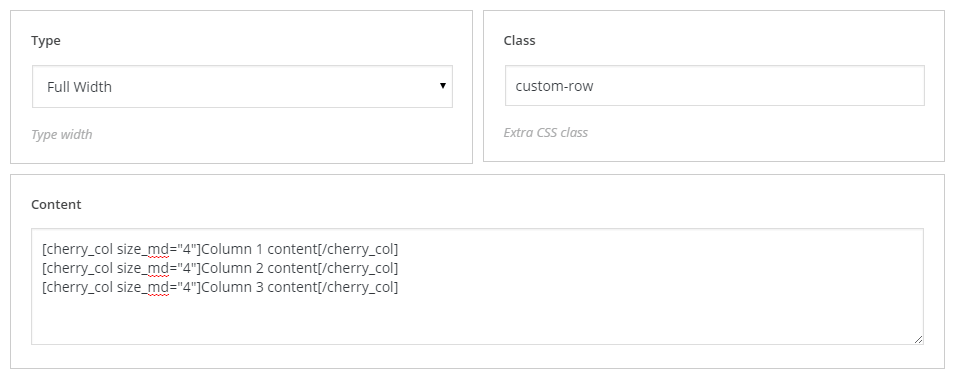 Type
Full Width
Type width
Class
custom-row
Extra CSS class
Content
[cherry_col size_md="4"]Column 1 content[/cherry_col]
[cherry_col size_md="4"]Column 2 content[/cherry_col]
[cherry_col size_md="4"]Column 3 content[/cherry_col]